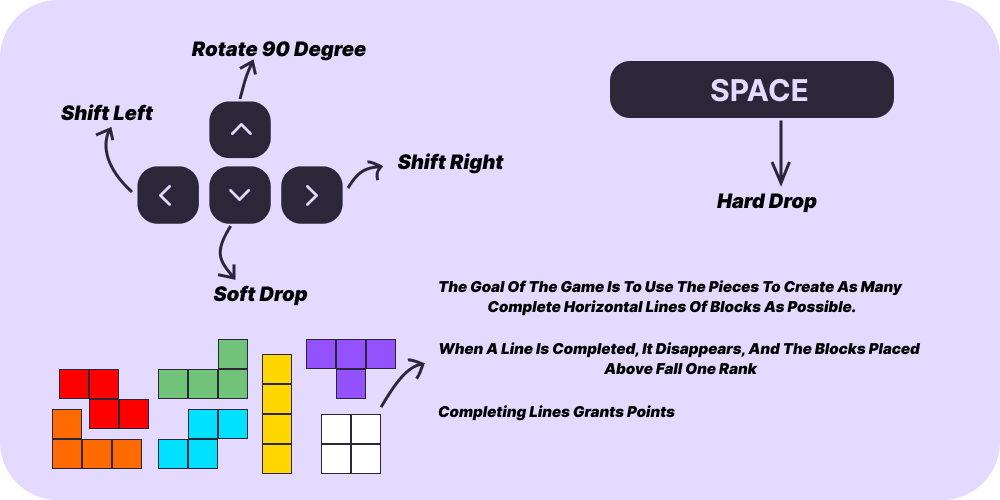 Rotate 90 Degree
Shift Left
SPACE
Shift Right
Hard Drop
Soft Drop
The Goal Of The Game Is To Use The Pieces To Create As Many
Complete Horizontal Lines Of Blocks As Possible.
When A Line Is Completed, It Disappears, And The Blocks Placed
Above Fall One Rank
Completing Lines Grants Points